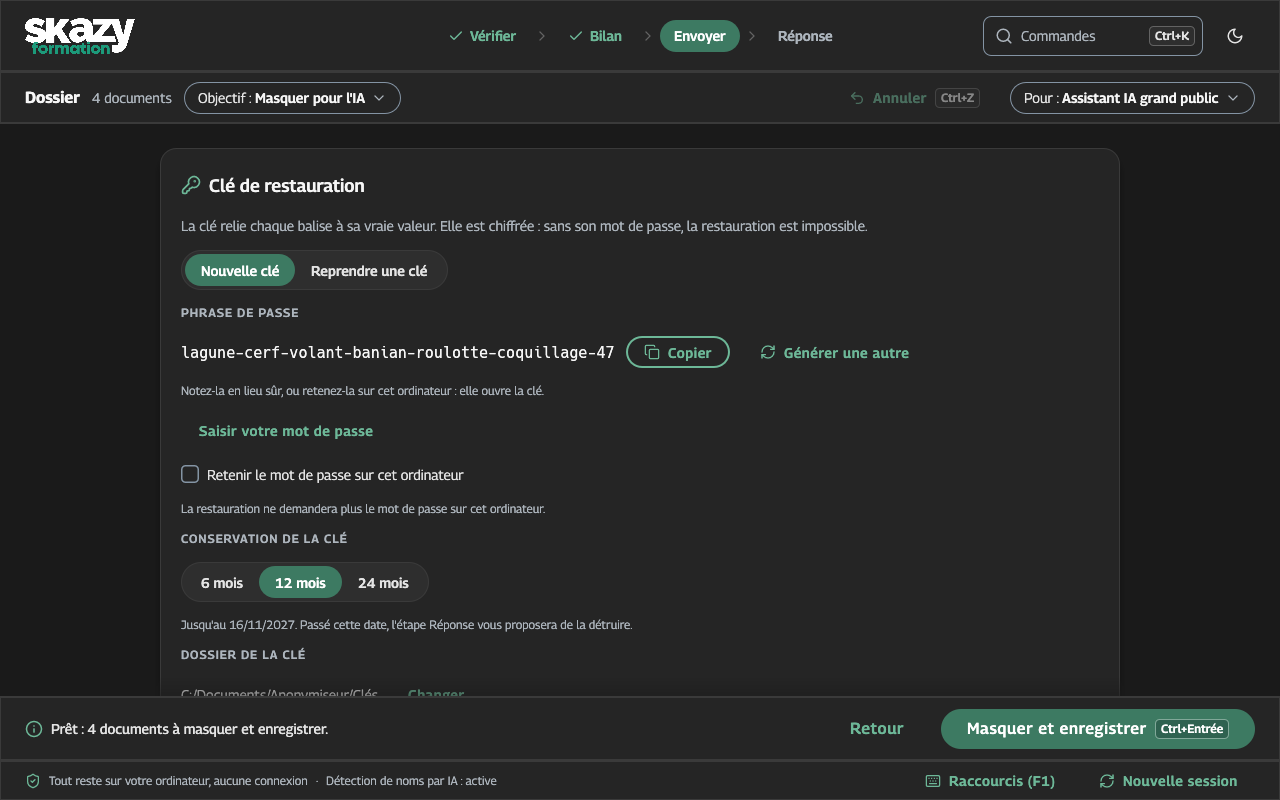 skazy
formation
Vérifier
Bilan
Envoyer
Réponse
Commandes Ctrl+K
Dossier 4 documents Objectif : Masquer pour l'IA
Annuler Ctrl+Z
Pour : Assistant IA grand public
Clé de restauration
La clé relie chaque balise à sa vraie valeur. Elle est chiffrée : sans son mot de passe, la restauration est impossible.
Nouvelle clé Reprendre une clé
PHRASE DE PASSE
lagune-cerf-volant-banian-roulotte-coquillage-47 Copier Générer une autre
Notez-la en lieu sûr, ou retenez-la sur cet ordinateur : elle ouvre la clé.
Saisir votre mot de passe
Retenir le mot de passe sur cet ordinateur
La restauration ne demandera plus le mot de passe sur cet ordinateur.
CONSERVATION DE LA CLÉ
6 mois 12 mois 24 mois
Jusqu'au 16/11/2027. Passé cette date, l'étape Réponse vous proposera de la détruire.
DOSSIER DE LA CLÉ
C:/Documents/Anonymiseur/Clés Changer
Prêt : 4 documents à masquer et enregistrer.
Retour
Masquer et enregistrer Ctrl+Entrée
Tout reste sur votre ordinateur, aucune connexion · Détection de noms par IA : active
Raccourcis (F1)
Nouvelle session